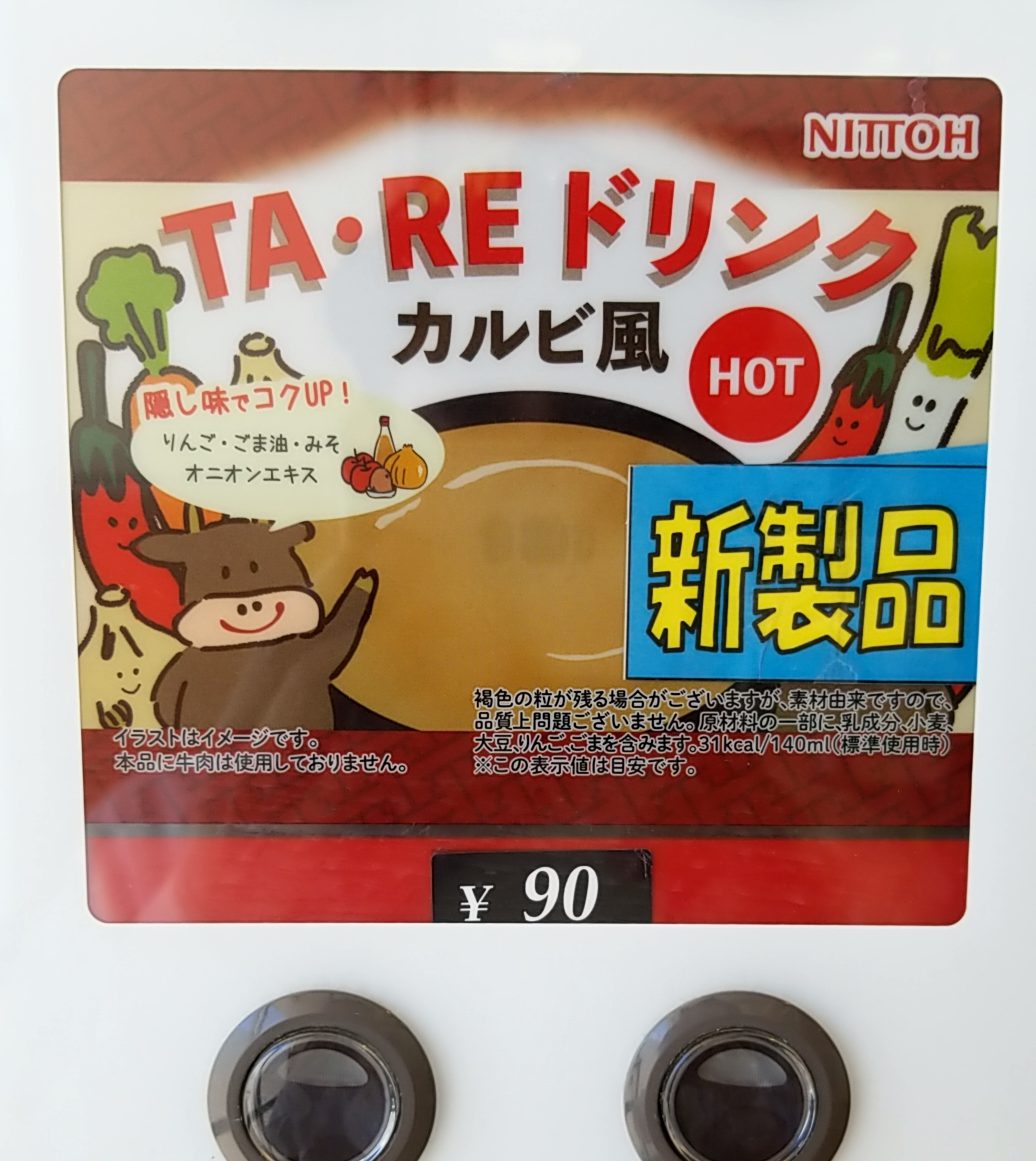 NITTOH
TA・REドリンク
カルビ風
HOT
隠し味でコクUP！
りんご・ごま油・みそ
オニオンエキス
新製品
褐色の粒が残る場合がございますが、素材由来ですので、
品質上問題ございません。原材料の一部に、乳成分、小麦、
大豆、りんご、ごまを含みます。31kcal/140ml（標準使用時）
※この表示値は目安です。
イラストはイメージです。
本品に牛肉は使用しておりません。
¥ 90